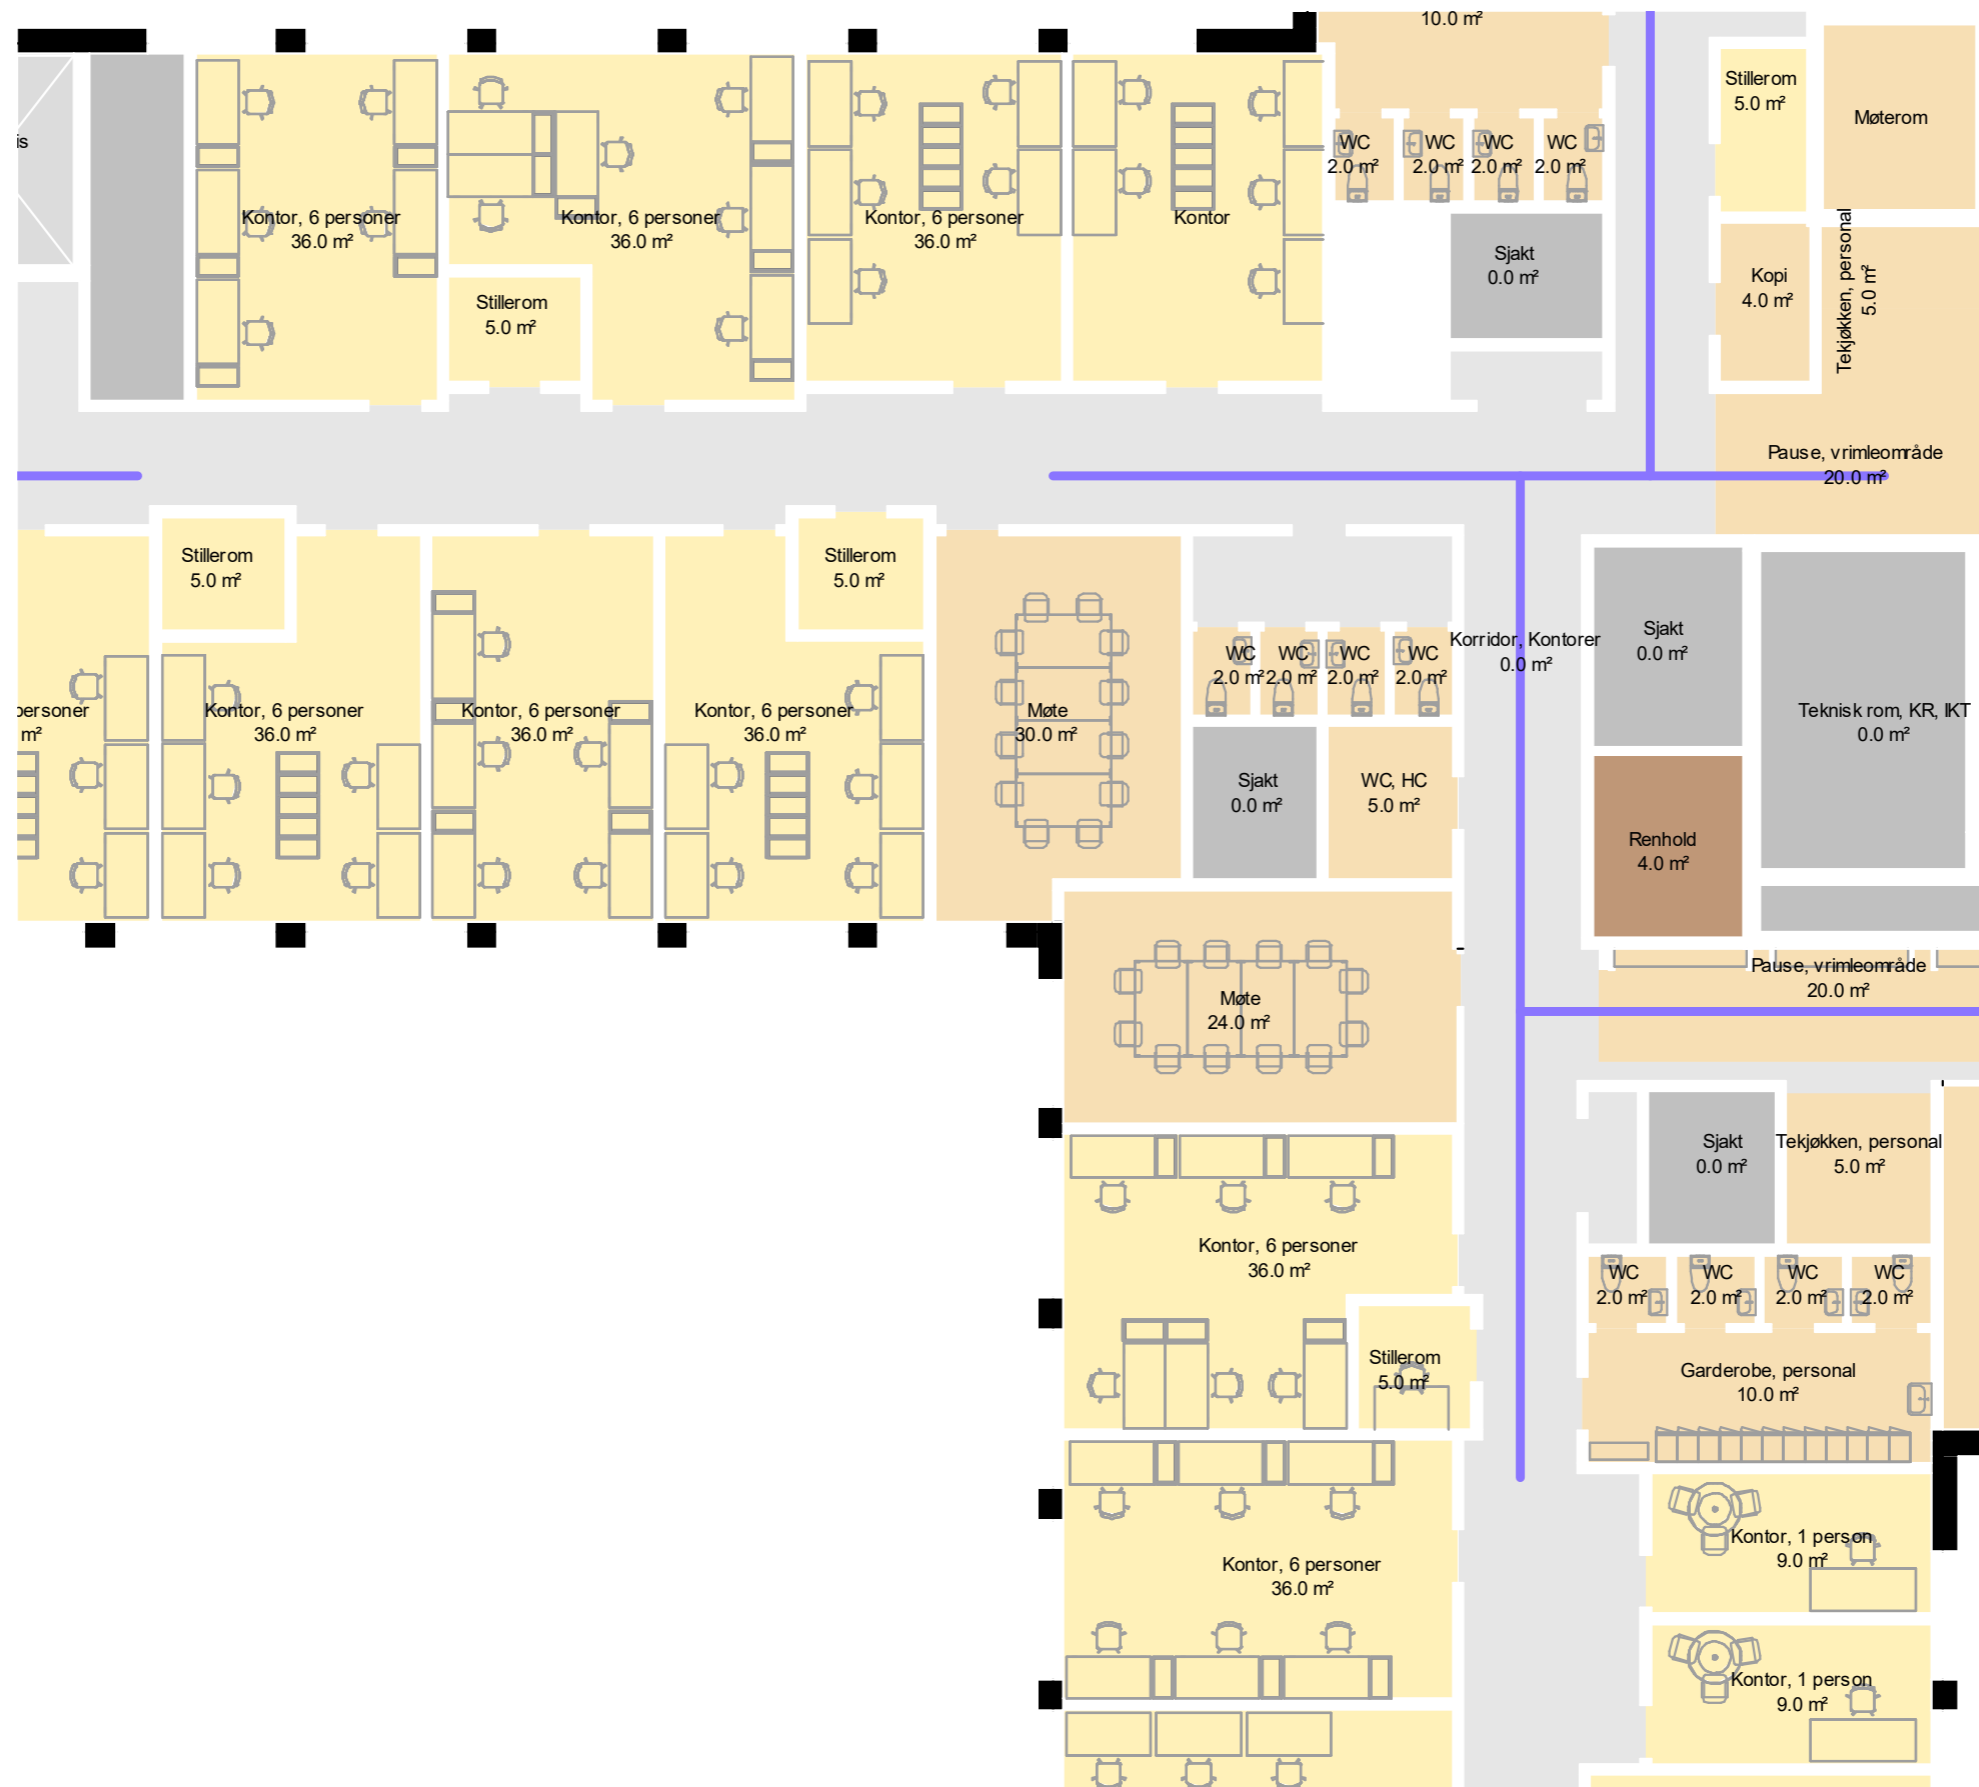 10.0 m²
Stillerom
5.0 m²
Møterom
is
WC
2.0 m²
WC
2.0 m²
WC
2.0 m²
WC
2.0 m²
Kontor, 6 personer
36.0 m²
Kontor, 6 personer
36.0 m²
Kontor, 6 personer
36.0 m²
Kontor
Sjakt
0.0 m²
Kopi
4.0 m²
Tekjøkken, personal
5.0 m²
Stillerom
5.0 m²
Pause, vrimleområde
20.0 m²
Stillerom
5.0 m²
Stillerom
5.0 m²
WC
2.0 m²
WC
2.0 m²
WC
2.0 m²
WC
2.0 m²
Korridor, Kontorer
0.0 m²
Sjakt
0.0 m²
personer
m²
Kontor, 6 personer
36.0 m²
Kontor, 6 personer
36.0 m²
Kontor, 6 personer
36.0 m²
Møte
30.0 m²
Teknisk rom, KR, IKT
0.0 m²
Sjakt
0.0 m²
WC, HC
5.0 m²
Renhold
4.0 m²
Pause, vrimleområde
20.0 m²
Møte
24.0 m²
Sjakt
0.0 m²
Tekjøkken, personal
5.0 m²
Kontor, 6 personer
36.0 m²
WC
2.0 m²
WC
2.0 m²
WC
2.0 m²
WC
2.0 m²
Stillerom
5.0 m²
Garderobe, personal
10.0 m²
Kontor, 1 person
9.0 m²
Kontor, 6 personer
36.0 m²
Kontor, 1 person
9.0 m²